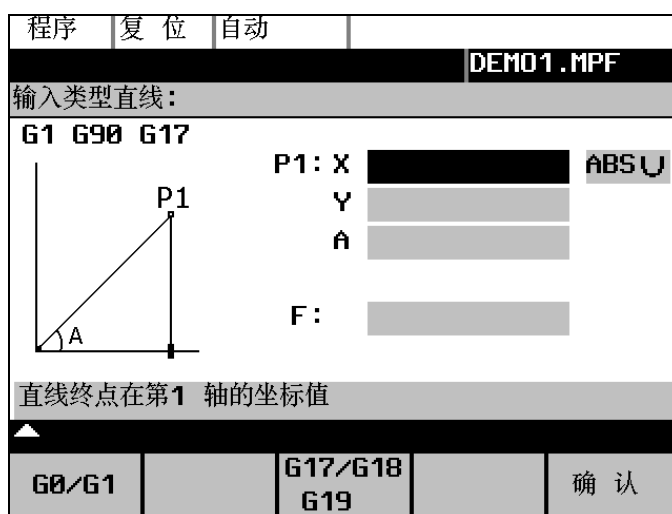 程序 复 位 自动
DEMO1.MPF
输入类型直线:
G1 G90 G17
P1: X ABS
P1
Y
A
F:
A
直线终点在第1 轴的坐标值
G0/G1 G17/G18 G19 确 认